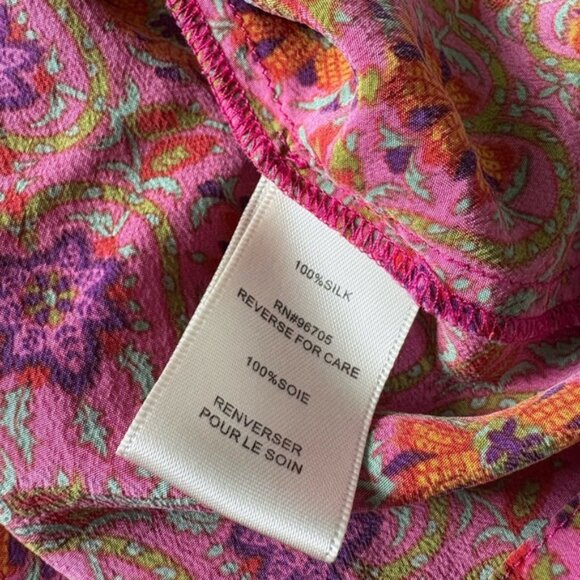 100%SILK
RN#96705
REVERSE FOR CARE
100%SOIE
RENVERSER
POUR LE SOIN